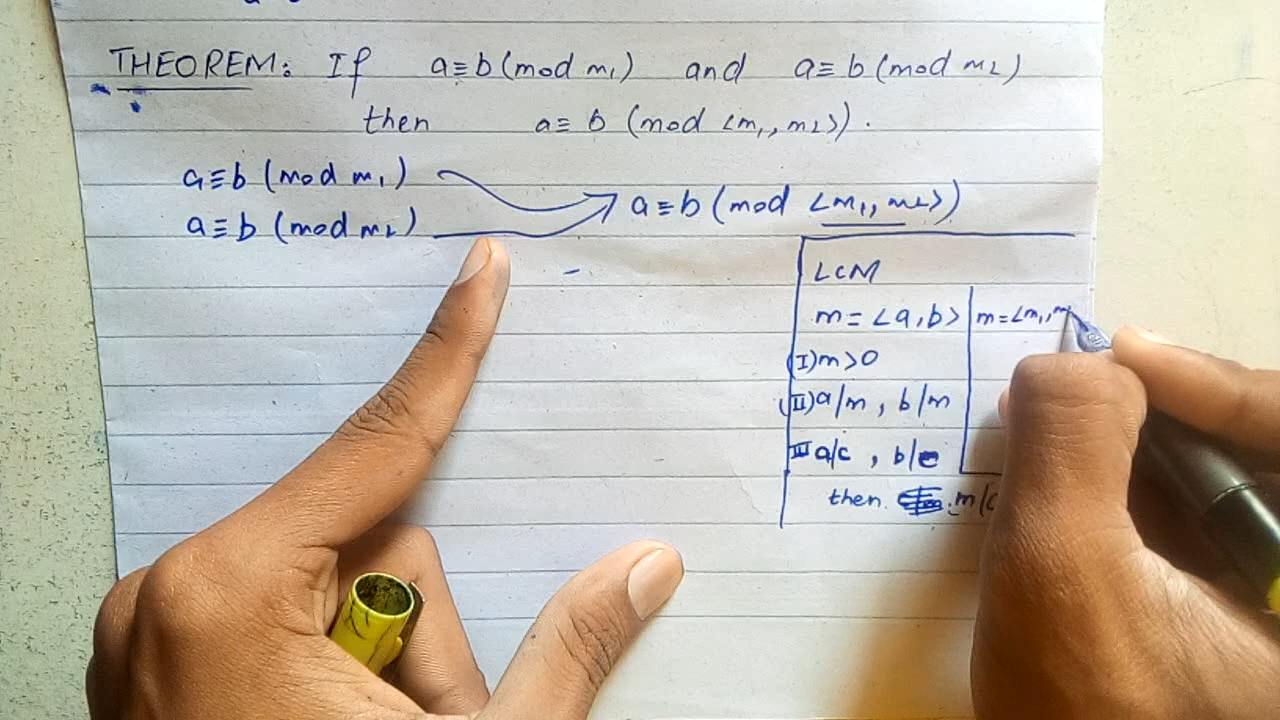 THEOREM: If a≡b (mod m₁) and a≡b (mod m₂)
then a≡b (mod <m₁, m₂>).
a≡b (mod m₁)
a≡b (mod m₂)
a≡b (mod <m₁, m₂>)
LCM
m = <a, b>
(I) m>0
(II) a/m , b/m
III a/c , b/c
then m/c
m = <m₁, m